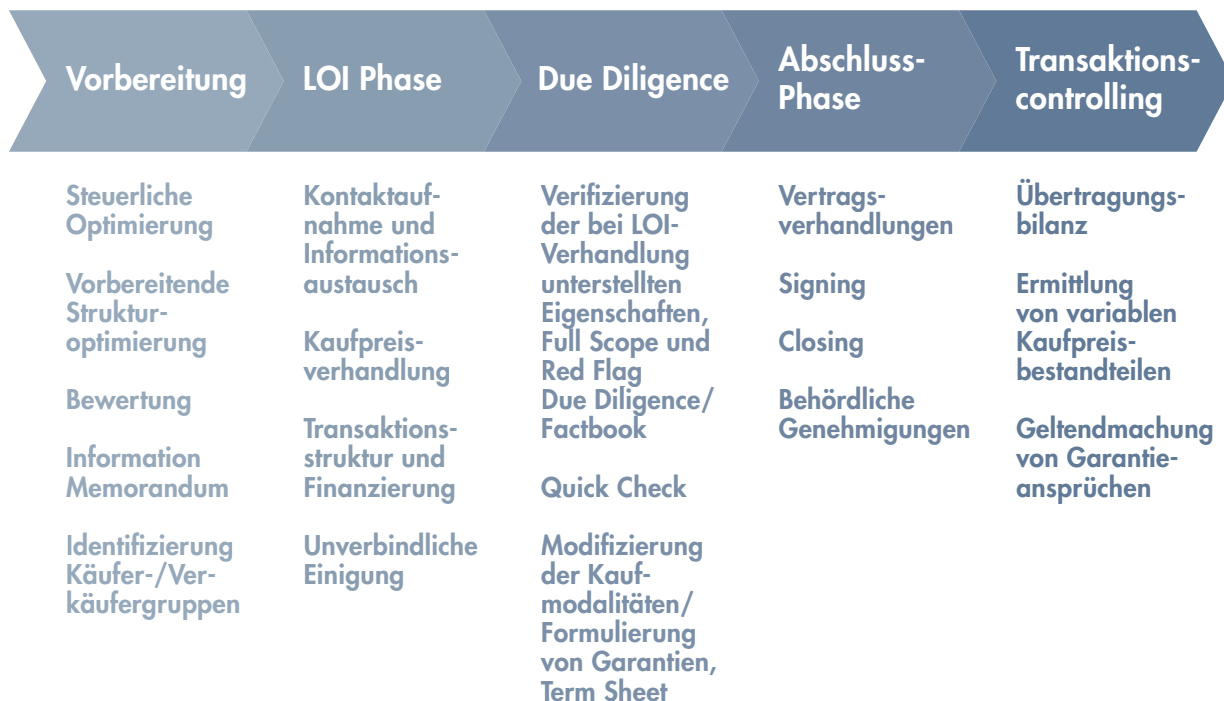 Vorbereitung
LOI Phase
Due Diligence
Abschluss-
Phase
Transaktions-
controlling
Steuerliche
Optimierung
Vorbereitende
Struktur-
optimierung
Bewertung
Information
Memorandum
Identifizierung
Käufer-/Ver-
käufergruppen
Kontaktauf-
nahme und
Informations-
austausch
Kaufpreis-
verhandlung
Transaktions-
struktur und
Finanzierung
Unverbindliche
Einigung
Verifizierung
der bei LOI-
Verhandlung
unterstellten
Eigenschaften,
Full Scope und
Red Flag
Due Diligence/
Factbook
Quick Check
Modifizierung
der Kauf-
modalitäten/
Formulierung
von Garantien,
Term Sheet
Vertrags-
verhandlungen
Signing
Closing
Behördliche
Genehmigungen
Übertragungs-
bilanz
Ermittlung
von variablen
Kaufpreis-
bestandteilen
Geltendmachung
von Garantie-
ansprüchen